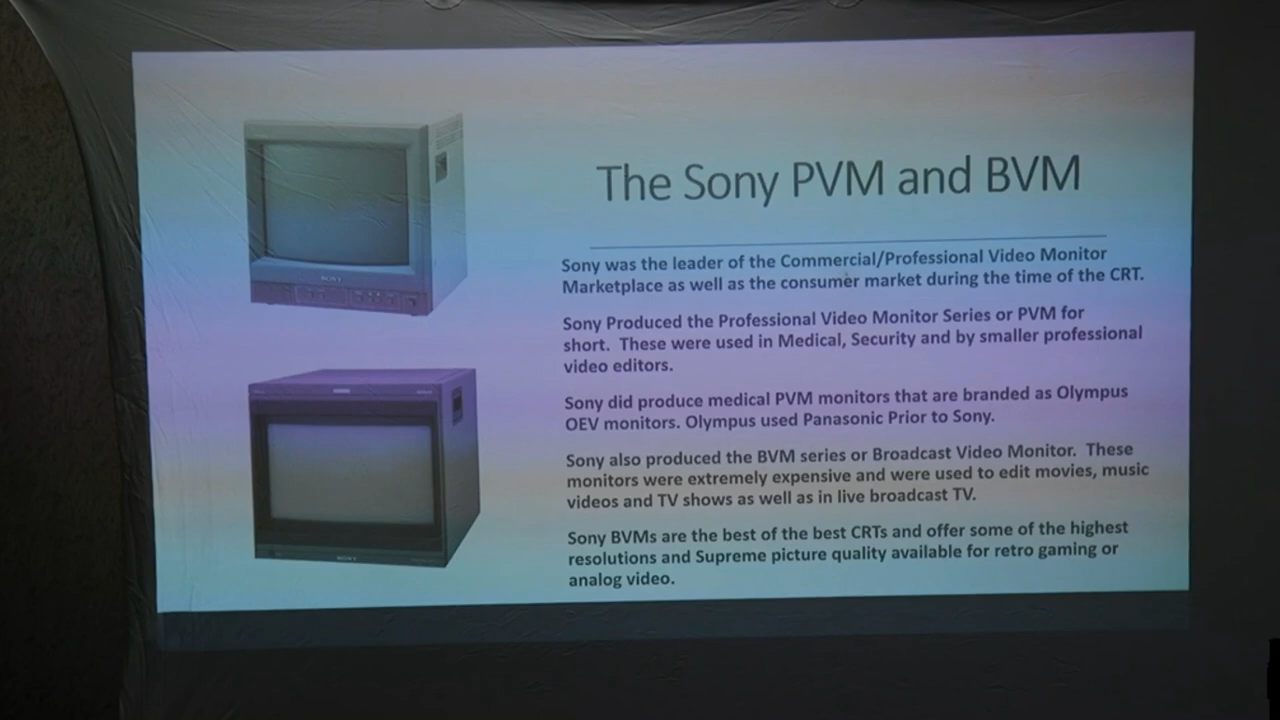 The Sony PVM and BVM
Sony was the leader of the Commercial/Professional Video Monitor
Marketplace as well as the consumer market during the time of the CRT.
Sony Produced the Professional Video Monitor Series or PVM for
short.  These were used in Medical, Security and by smaller professional
video editors.
Sony did produce medical PVM monitors that are branded as Olympus
OEV monitors. Olympus used Panasonic Prior to Sony.
Sony also produced the BVM series or Broadcast Video Monitor.  These
monitors were extremely expensive and were used to edit movies, music
videos and TV shows as well as in live broadcast TV.
Sony BVMs are the best of the best CRTs and offer some of the highest
resolutions and Supreme picture quality available for retro gaming or
analog video.
SONY
SONY